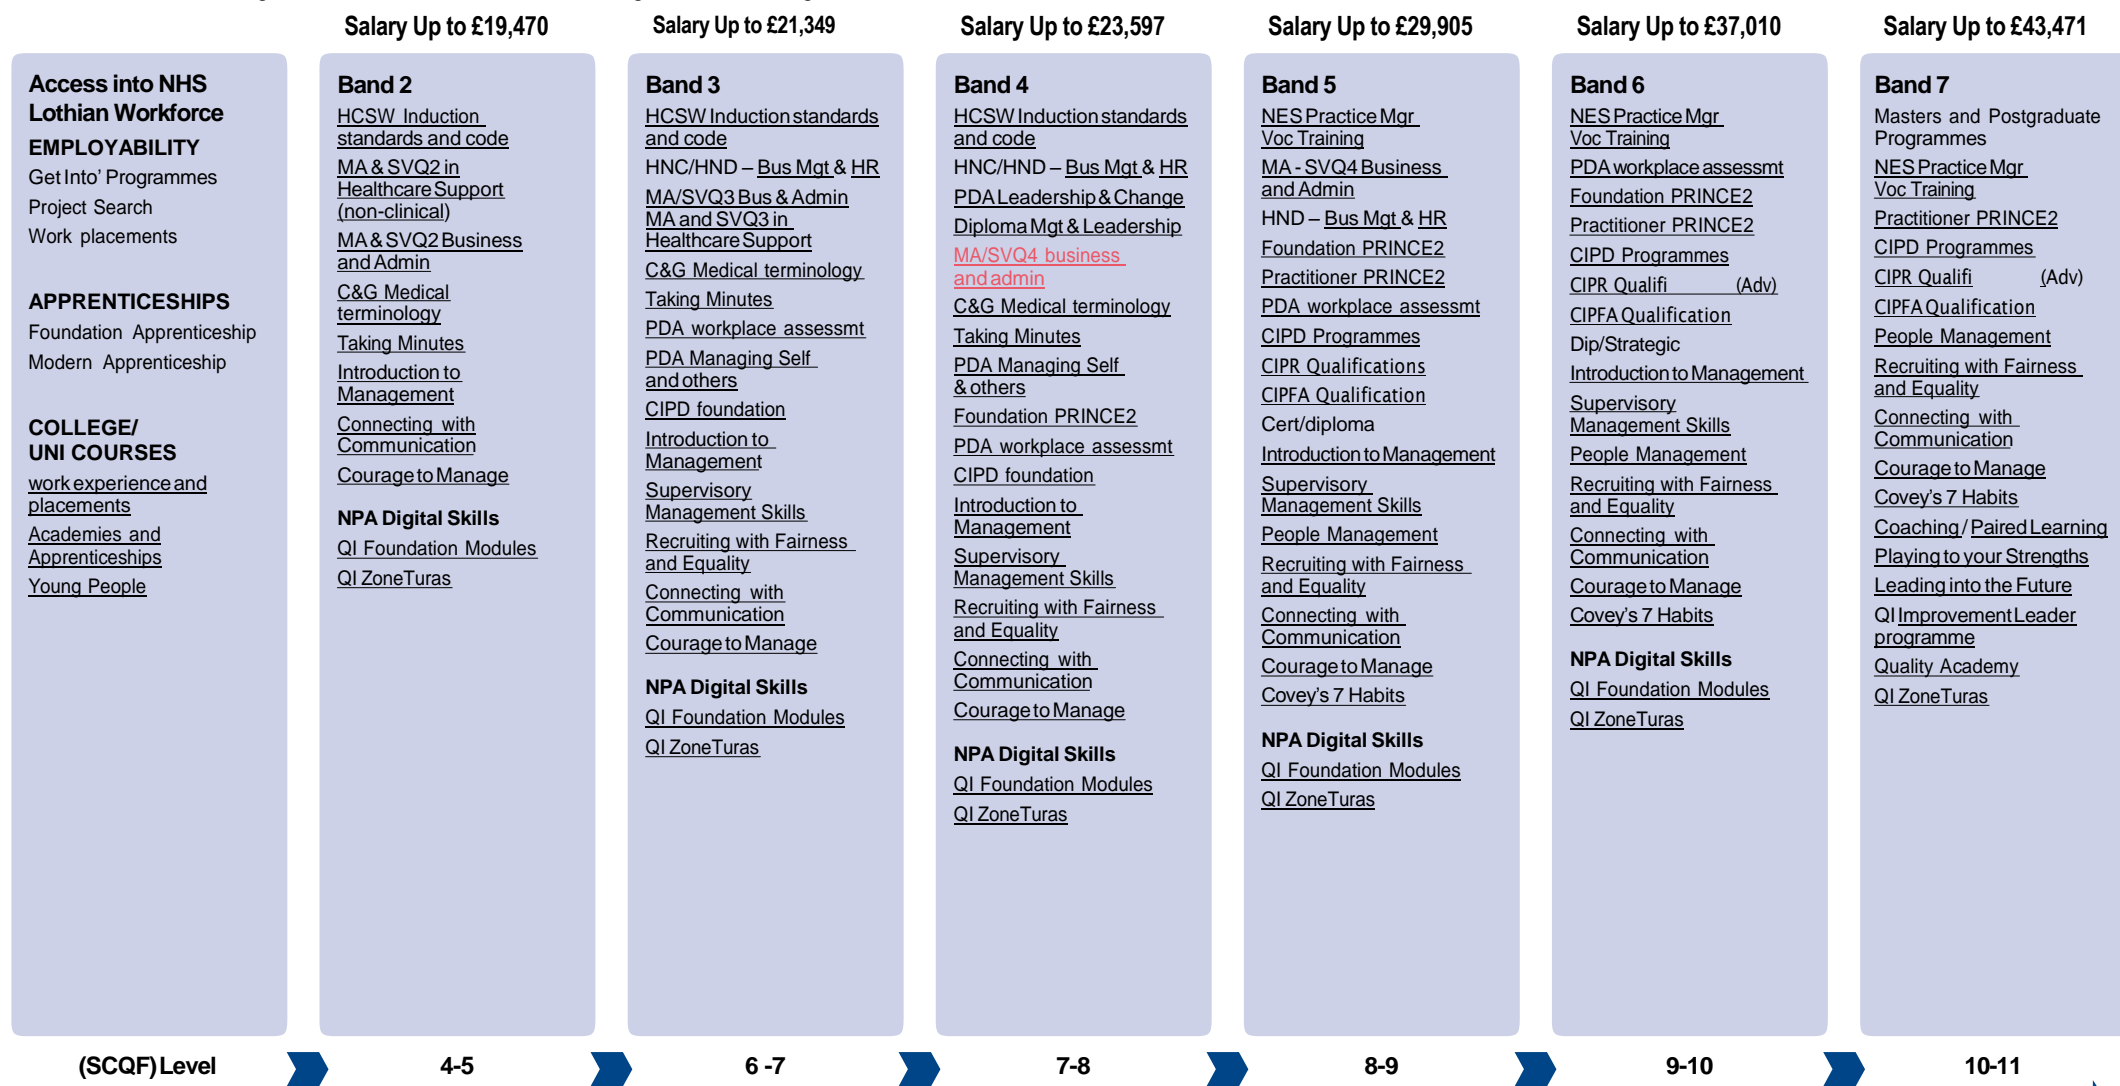 Salary Up to £19,470
Salary Up to £21,349
Salary Up to £23,597
Salary Up to £29,905
Salary Up to £37,010
Salary Up to £43,471
Access into NHS
Lothian Workforce
EMPLOYABILITY
Get Into' Programmes
Project Search
Work placements
APPRENTICESHIPS
Foundation Apprenticeship
Modern Apprenticeship
COLLEGE/
UNI COURSES
work experience and
placements
Academies and
Apprenticeships
Young People
Band 2
HCSW Induction
standards and code
MA & SVQ2 in
Healthcare Support
(non-clinical)
MA & SVQ2 Business
and Admin
C&G Medical
terminology
Taking Minutes
Introduction to
Management
Connecting with
Communication
Courage to Manage
NPA Digital Skills
QI Foundation Modules
QI ZoneTuras
Band 3
HCSW Induction standards
and code
HNC/HND – Bus Mgt & HR
MA/SVQ3 Bus & Admin
MA and SVQ3 in
Healthcare Support
C&G Medical terminology
Taking Minutes
PDA workplace assessmt
PDA Managing Self
and others
CIPD foundation
Introduction to
Management
Supervisory
Management Skills
Recruiting with Fairness
and Equality
Connecting with
Communication
Courage to Manage
NPA Digital Skills
QI Foundation Modules
QI ZoneTuras
Band 4
HCSW Induction standards
and code
HNC/HND – Bus Mgt & HR
PDA Leadership & Change
Diploma Mgt & Leadership
MA/SVQ4 business
and admin
C&G Medical terminology
Taking Minutes
PDA Managing Self
& others
Foundation PRINCE2
PDA workplace assessmt
CIPD foundation
Introduction to
Management
Supervisory
Management Skills
Recruiting with Fairness
and Equality
Connecting with
Communication
Courage to Manage
NPA Digital Skills
QI Foundation Modules
QI ZoneTuras
Band 5
NES Practice Mgr
Voc Training
MA - SVQ4 Business
and Admin
HND – Bus Mgt & HR
Foundation PRINCE2
Practitioner PRINCE2
PDA workplace assessmt
CIPD Programmes
CIPR Qualifications
CIPFA Qualification
Cert/diploma
Introduction to Management
Supervisory
Management Skills
People Management
Recruiting with Fairness
and Equality
Connecting with
Communication
Courage to Manage
Covey's 7 Habits
NPA Digital Skills
QI Foundation Modules
QI ZoneTuras
Band 6
NES Practice Mgr
Voc Training
PDA workplace assessmt
Foundation PRINCE2
Practitioner PRINCE2
CIPD Programmes
CIPR Qualifi (Adv)
CIPFA Qualification
Dip/Strategic
Introduction to Management
Supervisory
Management Skills
People Management
Recruiting with Fairness
and Equality
Connecting with
Communication
Courage to Manage
Covey's 7 Habits
NPA Digital Skills
QI Foundation Modules
QI ZoneTuras
Band 7
Masters and Postgraduate
Programmes
NES Practice Mgr
Voc Training
Practitioner PRINCE2
CIPD Programmes
CIPR Qualifi (Adv)
CIPFA Qualification
People Management
Recruiting with Fairness
and Equality
Connecting with
Communication
Courage to Manage
Covey's 7 Habits
Coaching / Paired Learning
Playing to your Strengths
Leading into the Future
QI Improvement Leader
programme
Quality Academy
QI ZoneTuras
(SCQF) Level
4-5
6 -7
7-8
8-9
9-10
10-11